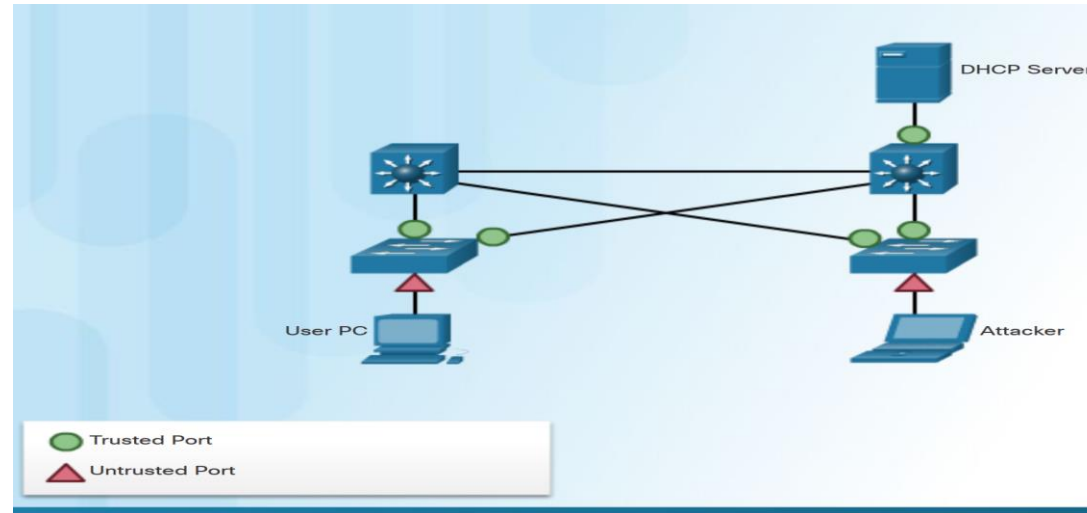 DHCP Server
User PC
Attacker
Trusted Port
Untrusted Port